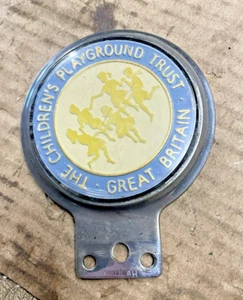 THE CHILDREN'S PLAYGROUND TRUST
· GREAT BRITAIN ·